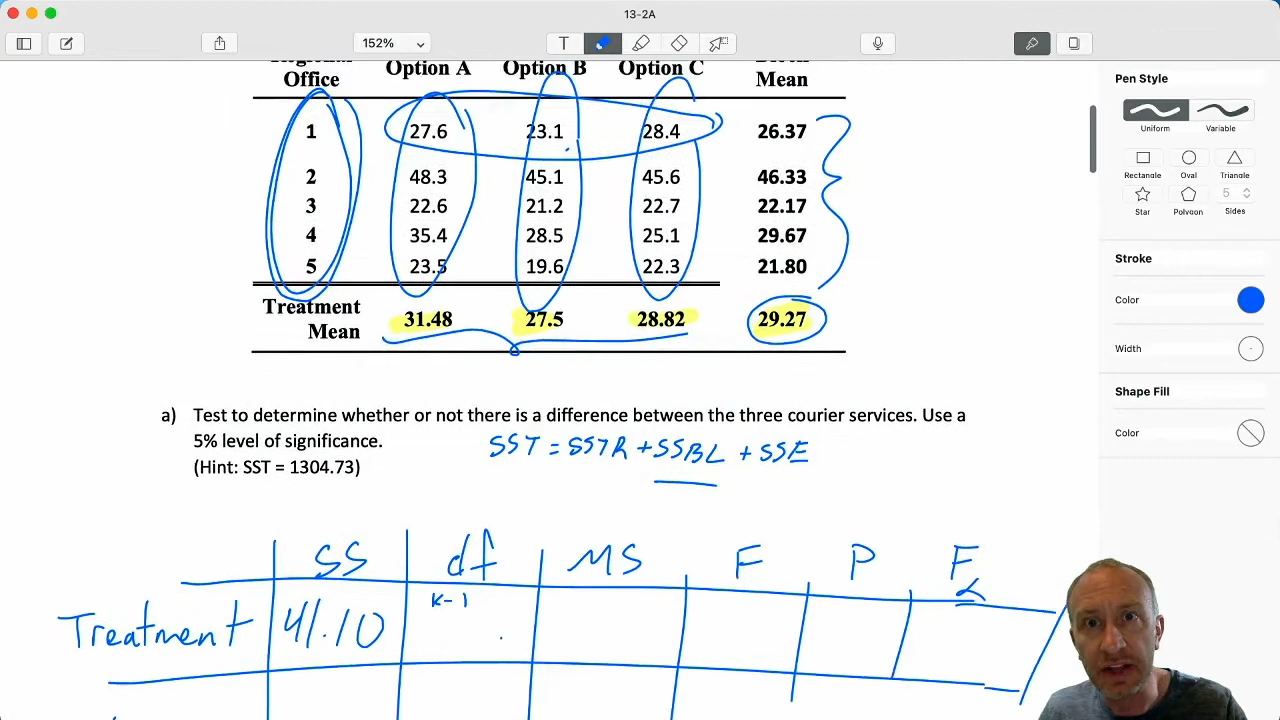 13-2A
152%
T
Regional
Office Option A Option B Option C Block
Mean
1 27.6 23.1 28.4 26.37
2 48.3 45.1 45.6 46.33
3 22.6 21.2 22.7 22.17
4 35.4 28.5 25.1 29.67
5 23.5 19.6 22.3 21.80
Treatment
Mean 31.48 27.5 28.82 29.27
a) Test to determine whether or not there is a difference between the three courier services. Use a
5% level of significance.
(Hint: SST = 1304.73)
SST = SSTR + SSBL + SSE
SS df MS F P F α
k-1
Treatment 41.10
Pen Style
Uniform Variable
Rectangle Oval Triangle
5
Star Polygon Sides
Stroke
Color
Width
Shape Fill
Color